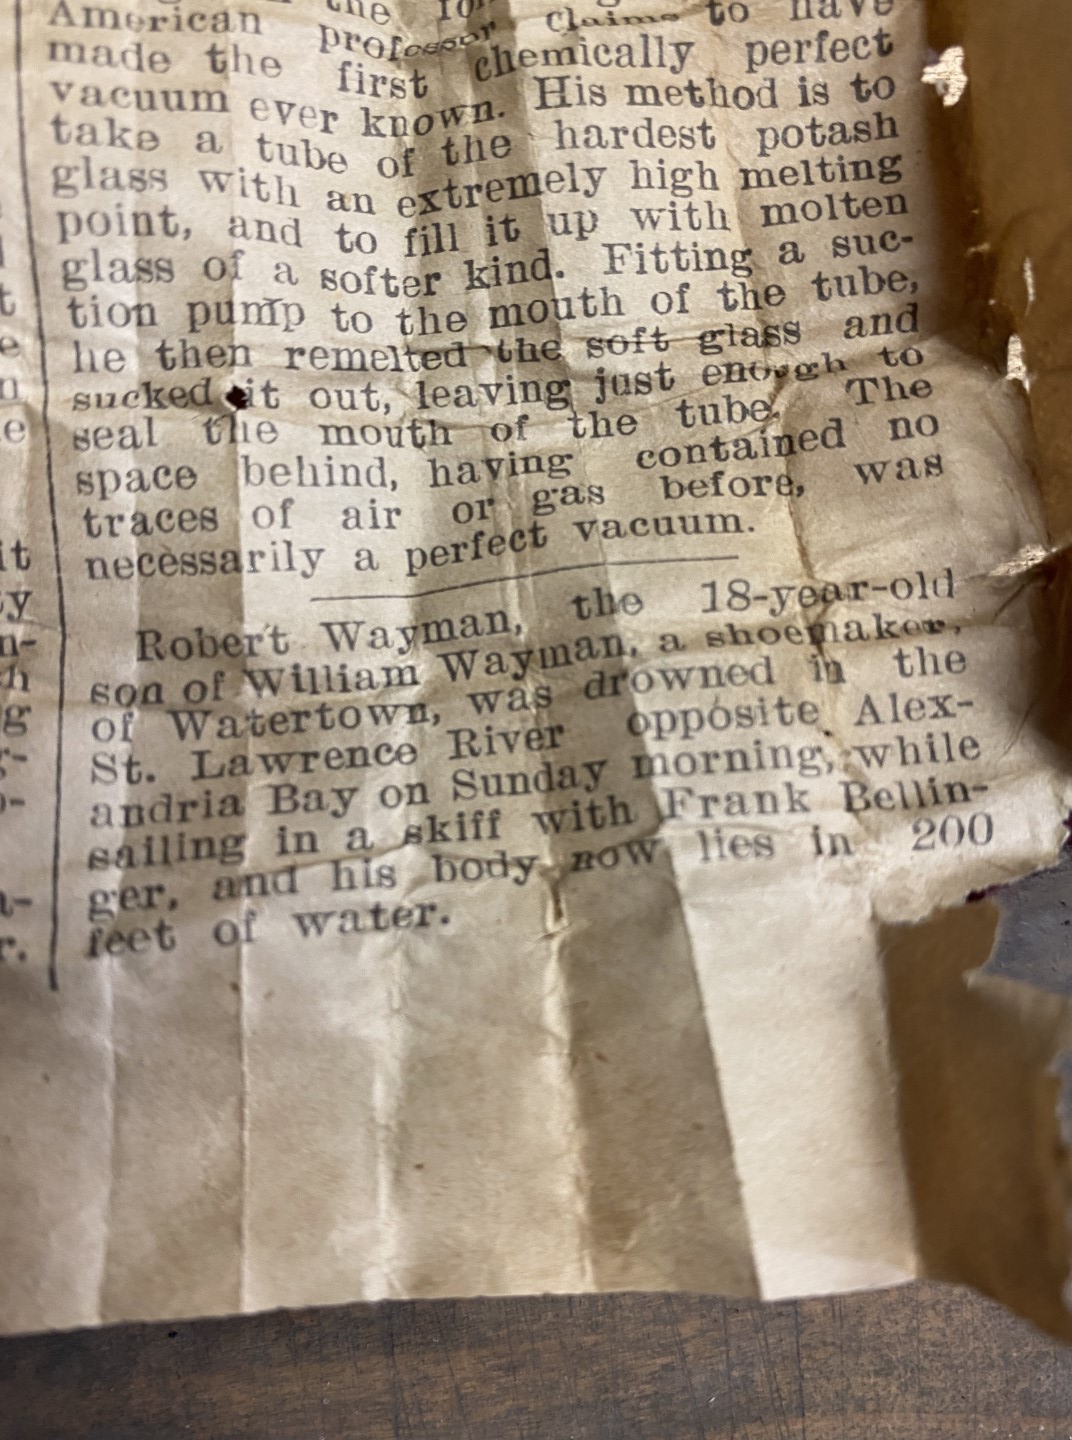 the
American professor claims to have
made the first chemically perfect
vacuum ever known. His method is to
take a tube of the hardest potash
glass with an extremely high melting
point, and to fill it up with molten
glass of a softer kind. Fitting a suc-
tion pump to the mouth of the tube,
he then remelted the soft glass and
sucked it out, leaving just enough to
seal the mouth of the tube. The
space behind, having contained no
traces of air or gas before, was
necessarily a perfect vacuum.
Robert Wayman, the 18-year-old
son of William Wayman, a shoemaker,
of Watertown, was drowned in the
St. Lawrence River opposite Alex-
andria Bay on Sunday morning, while
sailing in a skiff with Frank Bellin-
ger, and his body now lies in 200
feet of water.